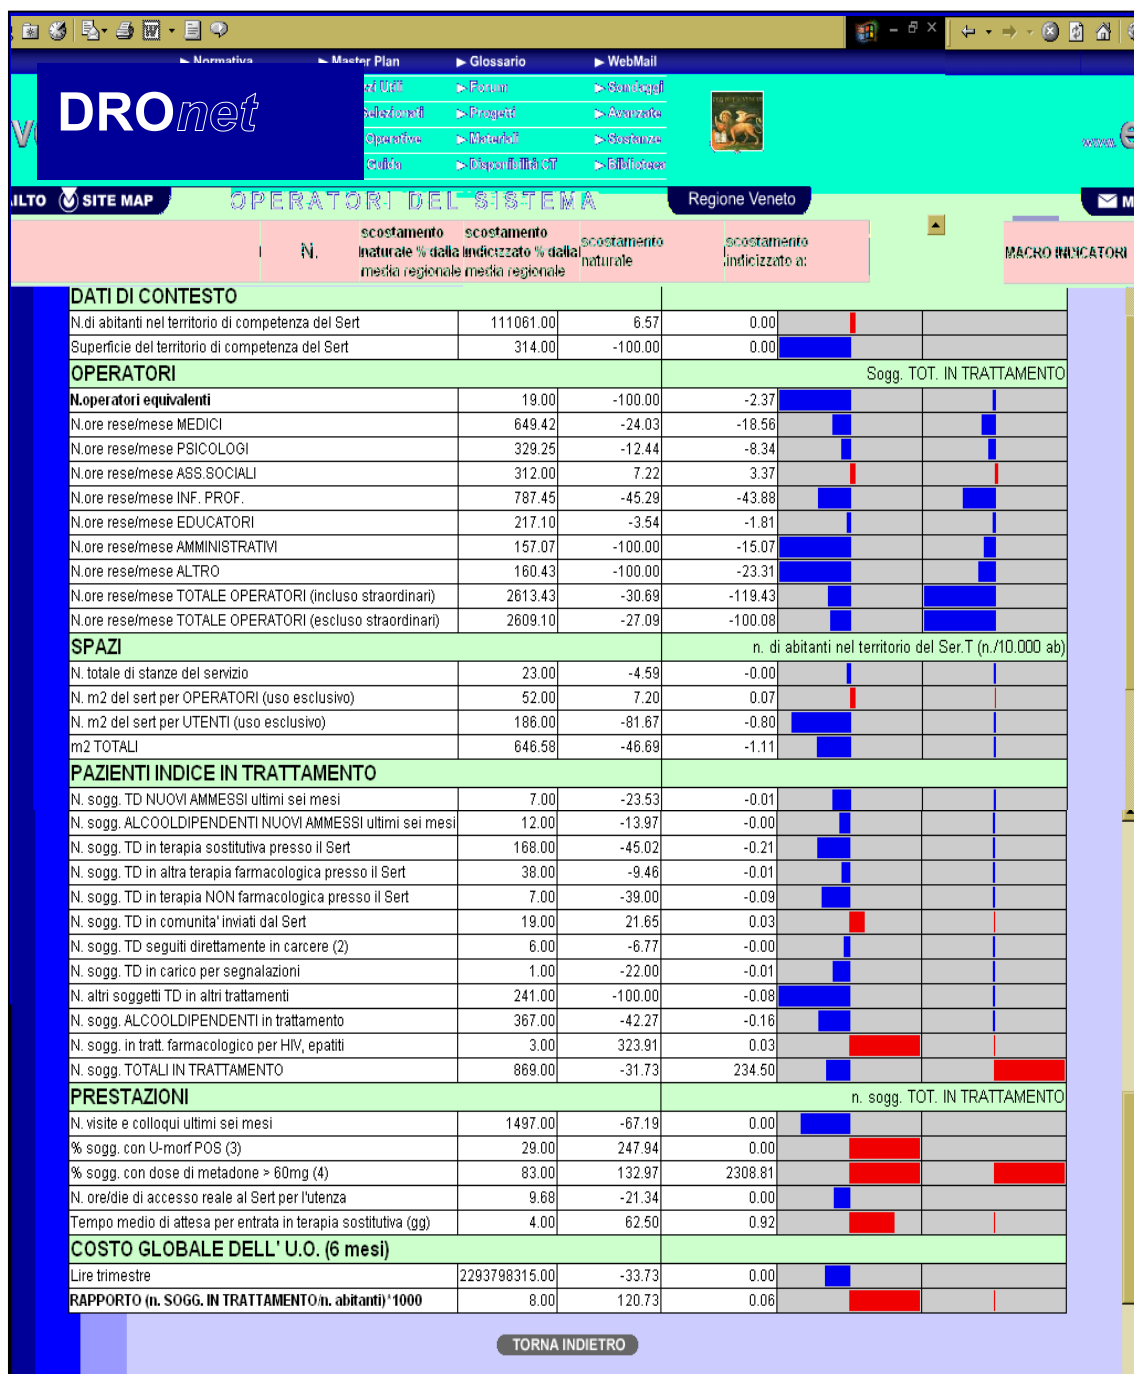 ▶ Normativa ▶ Master Plan ▶ Glossario ▶ WebMail
zi Utili ▷ Forum ▷ Sondaggi
DROnet
selezionati ▷ Progetti ▷ Avanzate
Operative ▷ Materiali ▷ Sostanze
Guida ▷ Disponibilità CT ▷ Biblioteca
www. e
ILTO SITE MAP OPERATORI DEL SISTEMA Regione Veneto M
N. scostamento naturale % dalla media regionale scostamento indicizzato % dalla media regionale scostamento naturale scostamento indicizzato a: MACRO INDICATORI
DATI DI CONTESTO
N.di abitanti nel territorio di competenza del Sert 111061.00 6.57 0.00
Superficie del territorio di competenza del Sert 314.00 -100.00 0.00
OPERATORI Sogg. TOT. IN TRATTAMENTO
N.operatori equivalenti 19.00 -100.00 -2.37
N.ore rese/mese MEDICI 649.42 -24.03 -18.56
N.ore rese/mese PSICOLOGI 329.25 -12.44 -8.34
N.ore rese/mese ASS.SOCIALI 312.00 7.22 3.37
N.ore rese/mese INF. PROF. 787.45 -45.29 -43.88
N.ore rese/mese EDUCATORI 217.10 -3.54 -1.81
N.ore rese/mese AMMINISTRATIVI 157.07 -100.00 -15.07
N.ore rese/mese ALTRO 160.43 -100.00 -23.31
N.ore rese/mese TOTALE OPERATORI (incluso straordinari) 2613.43 -30.69 -119.43
N.ore rese/mese TOTALE OPERATORI (escluso straordinari) 2609.10 -27.09 -100.08
SPAZI n. di abitanti nel territorio del Ser.T (n./10.000 ab)
N. totale di stanze del servizio 23.00 -4.59 -0.00
N. m2 del sert per OPERATORI (uso esclusivo) 52.00 7.20 0.07
N. m2 del sert per UTENTI (uso esclusivo) 186.00 -81.67 -0.80
m2 TOTALI 646.58 -46.69 -1.11
PAZIENTI INDICE IN TRATTAMENTO
N. sogg. TD NUOVI AMMESSI ultimi sei mesi 7.00 -23.53 -0.01
N. sogg. ALCOOLDIPENDENTI NUOVI AMMESSI ultimi sei mesi 12.00 -13.97 -0.00
N. sogg. TD in terapia sostitutiva presso il Sert 168.00 -45.02 -0.21
N. sogg. TD in altra terapia farmacologica presso il Sert 38.00 -9.46 -0.01
N. sogg. TD in terapia NON farmacologica presso il Sert 7.00 -39.00 -0.09
N. sogg. TD in comunita' inviati dal Sert 19.00 21.65 0.03
N. sogg. TD seguiti direttamente in carcere (2) 6.00 -6.77 -0.00
N. sogg. TD in carico per segnalazioni 1.00 -22.00 -0.01
N. altri soggetti TD in altri trattamenti 241.00 -100.00 -0.08
N. sogg. ALCOOLDIPENDENTI in trattamento 367.00 -42.27 -0.16
N. sogg. in tratt. farmacologico per HIV, epatiti 3.00 323.91 0.03
N. sogg. TOTALI IN TRATTAMENTO 869.00 -31.73 234.50
PRESTAZIONI n. sogg. TOT. IN TRATTAMENTO
N. visite e colloqui ultimi sei mesi 1497.00 -67.19 0.00
% sogg. con U-morf POS (3) 29.00 247.94 0.00
% sogg. con dose di metadone > 60mg (4) 83.00 132.97 2308.81
N. ore/die di accesso reale al Sert per l'utenza 9.68 -21.34 0.00
Tempo medio di attesa per entrata in terapia sostitutiva (gg) 4.00 62.50 0.92
COSTO GLOBALE DELL' U.O. (6 mesi)
Lire trimestre 2293798315.00 -33.73 0.00
RAPPORTO (n. SOGG. IN TRATTAMENTO/n. abitanti)*1000 8.00 120.73 0.06
TORNA INDIETRO